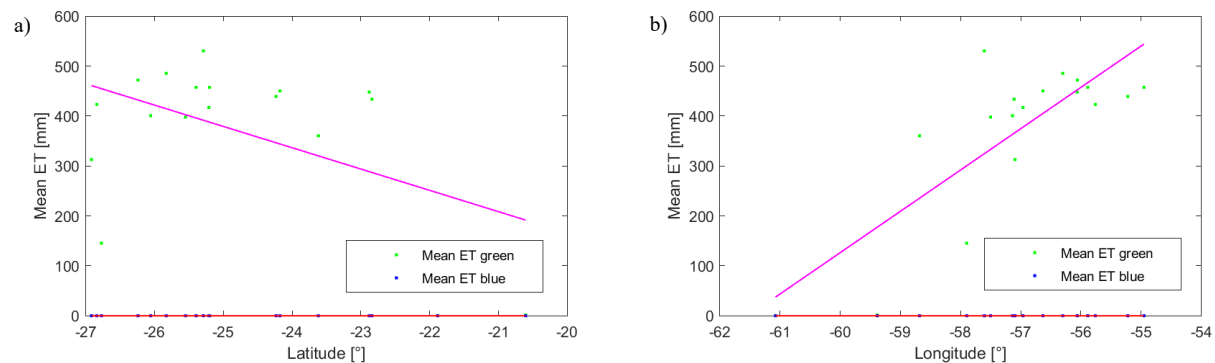 a)
600
500
400
300
200
100
0
Mean ET [mm]
Mean ET green
Mean ET blue
-27 -26 -25 -24 -23 -22 -21 -20
Latitude [°]
b)
600
500
400
300
200
100
0
Mean ET [mm]
Mean ET green
Mean ET blue
-62 -61 -60 -59 -58 -57 -56 -55 -54
Longitude [°]